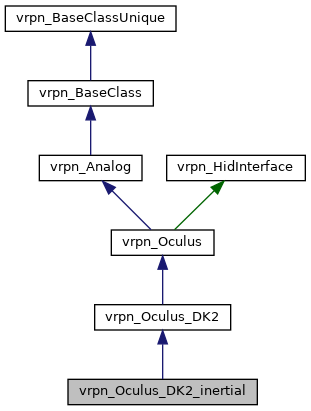 vrpn_BaseClassUnique
vrpn_BaseClass
vrpn_Analog
vrpn_HidInterface
vrpn_Oculus
vrpn_Oculus_DK2
vrpn_Oculus_DK2_inertial